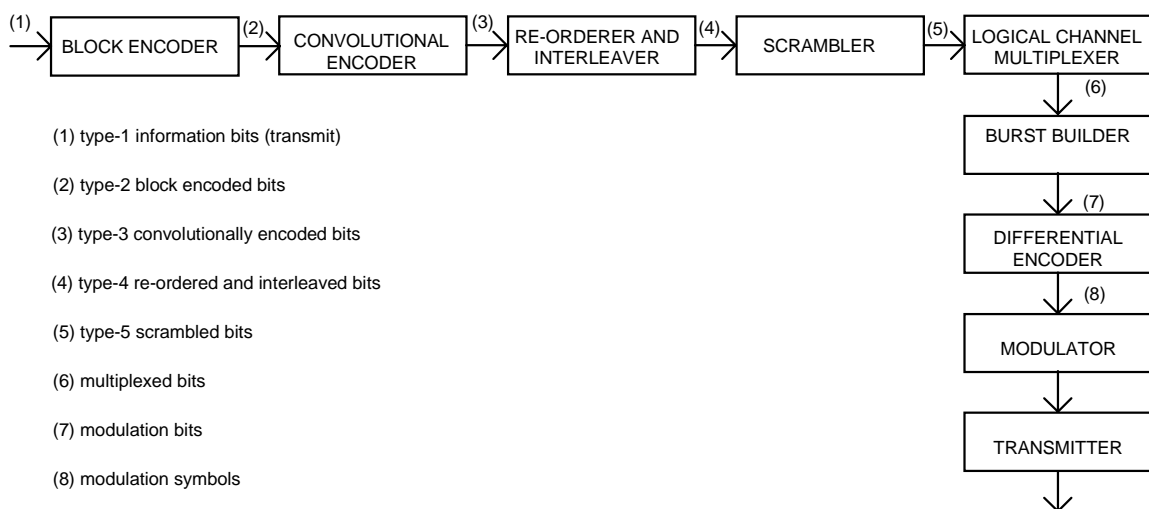 (1)
BLOCK ENCODER
(2)
CONVOLUTIONAL
ENCODER
(3)
RE-ORDERER AND
INTERLEAVER
(4)
SCRAMBLER
(5)
LOGICAL CHANNEL
MULTIPLEXER
(6)
BURST BUILDER
(7)
DIFFERENTIAL
ENCODER
(8)
MODULATOR
TRANSMITTER
(1) type-1 information bits (transmit)
(2) type-2 block encoded bits
(3) type-3 convolutionally encoded bits
(4) type-4 re-ordered and interleaved bits
(5) type-5 scrambled bits
(6) multiplexed bits
(7) modulation bits
(8) modulation symbols